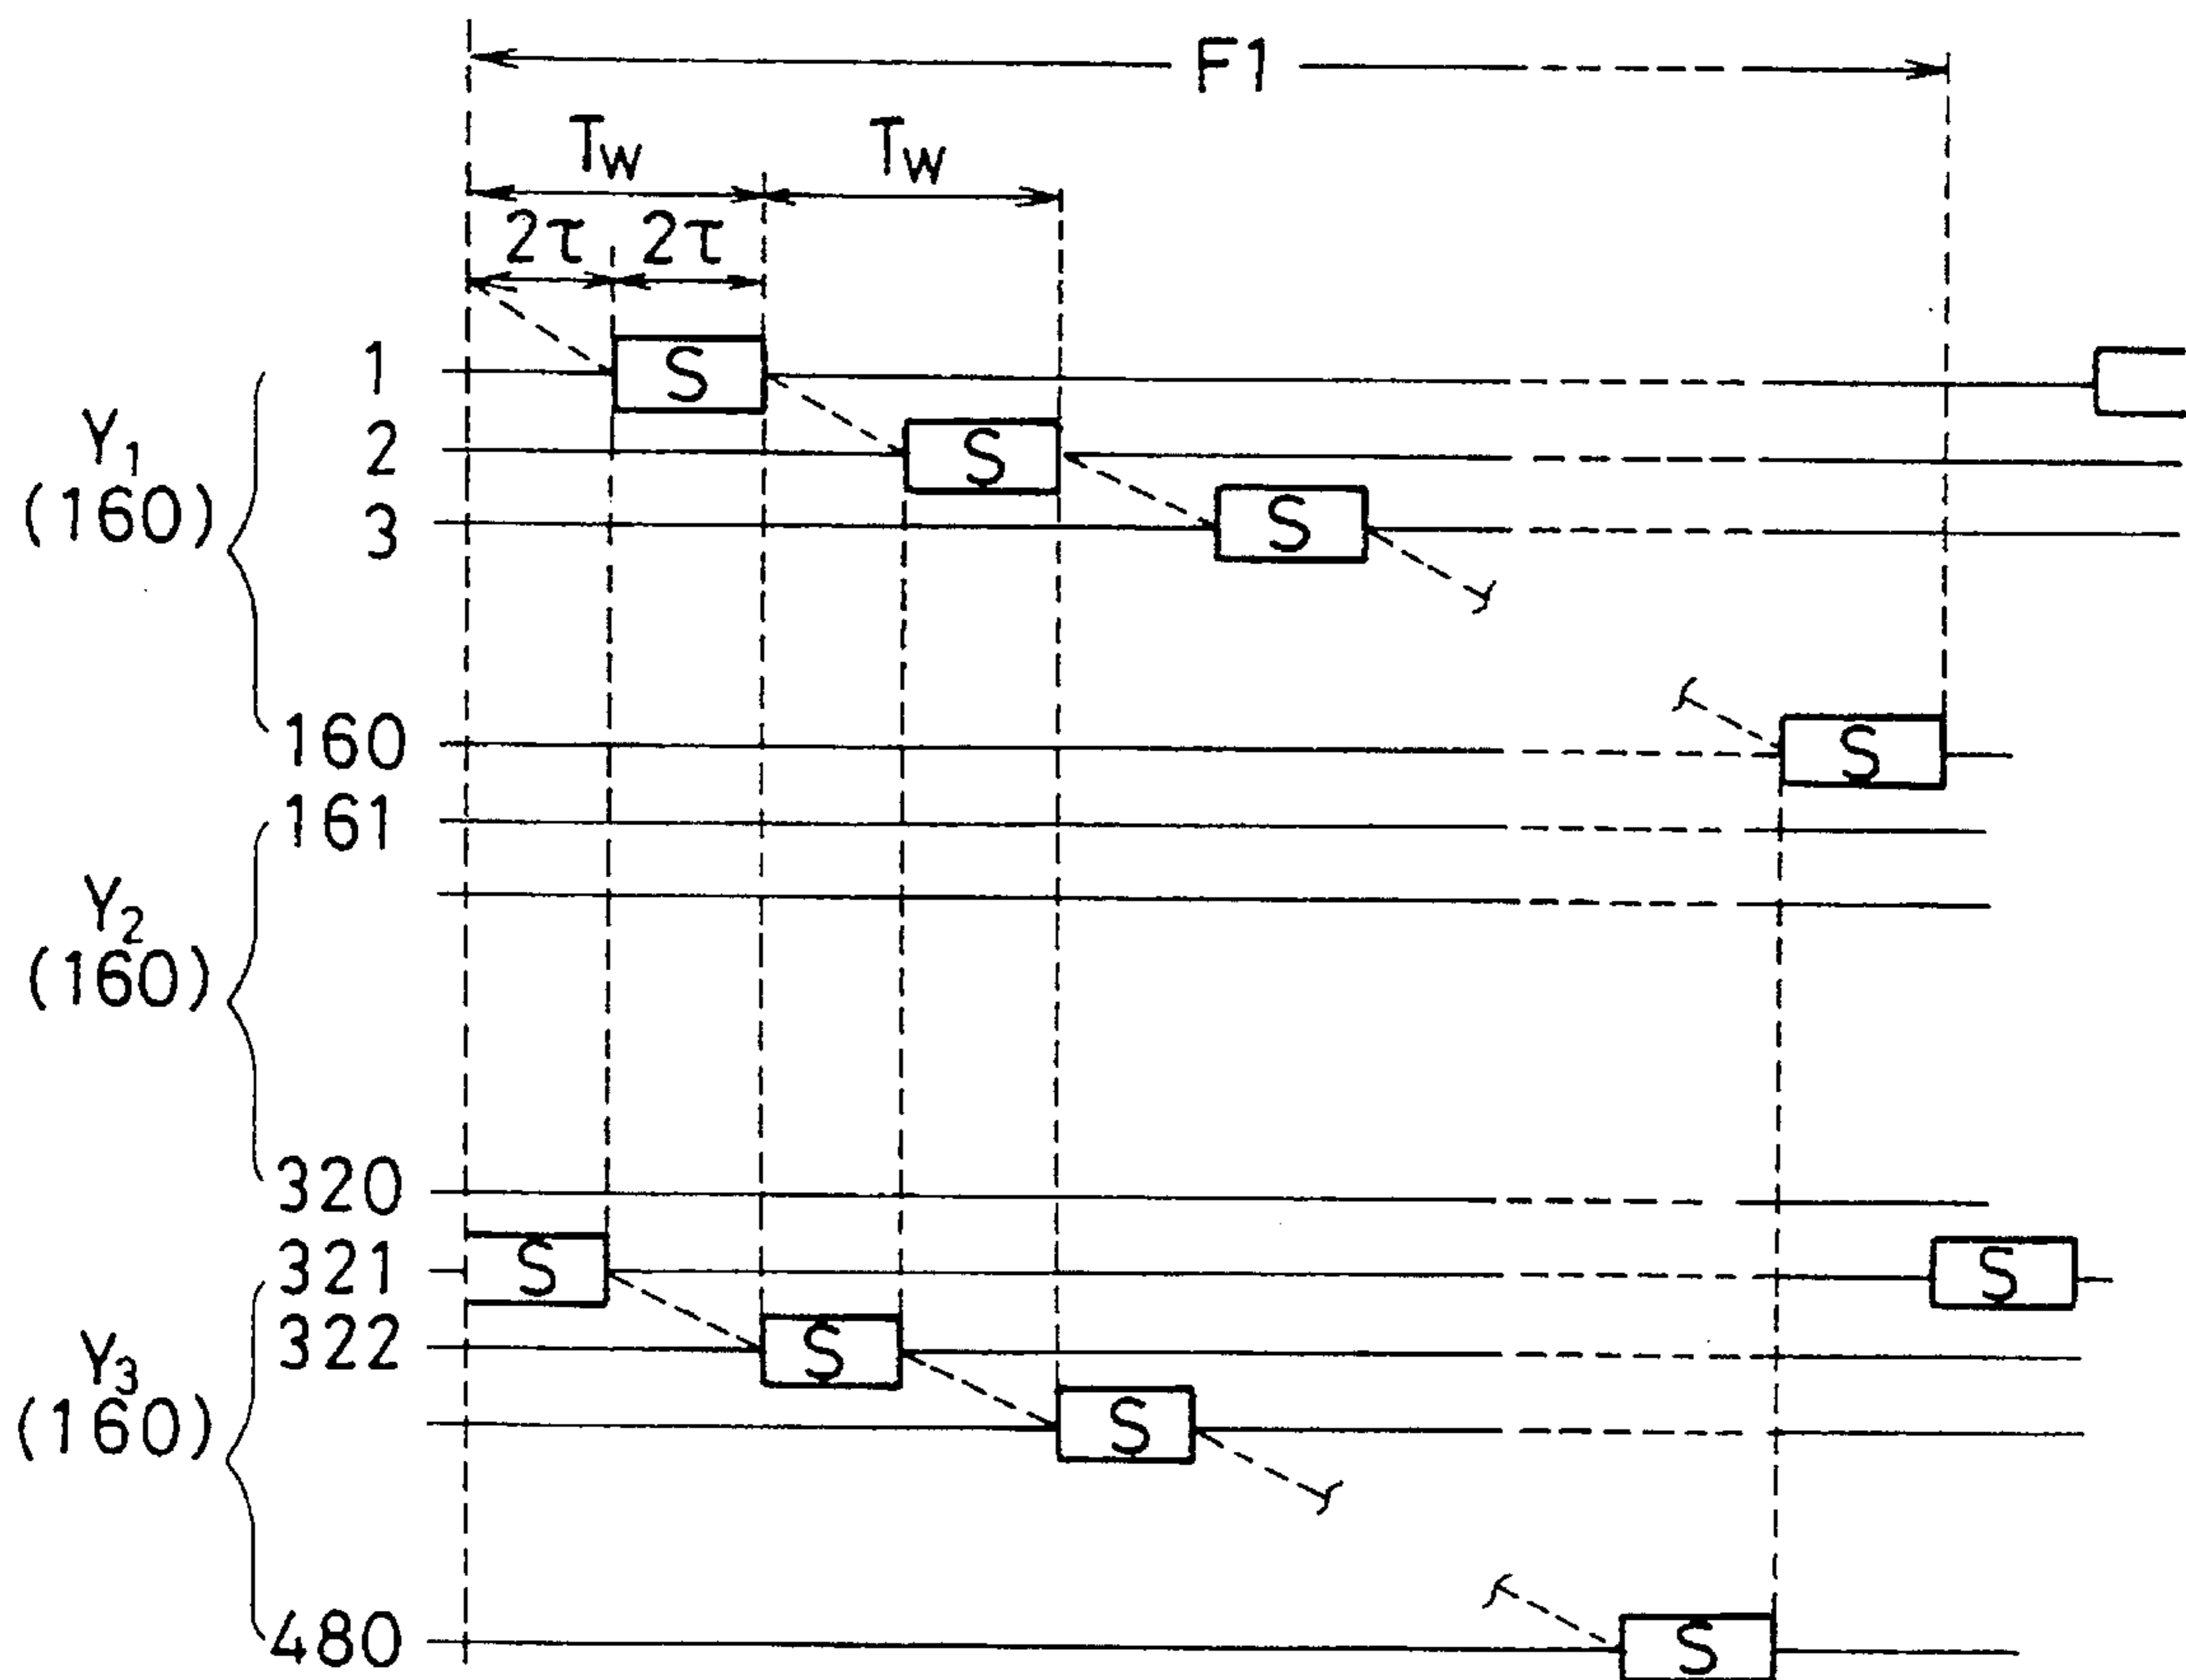 F1
Tw Tw
2τ 2τ
1 S
Y1
(160)
2 S
3 S
160 S
161
Y2
(160)
320
321 S S
322 S
Y3
(160)
S
480 S